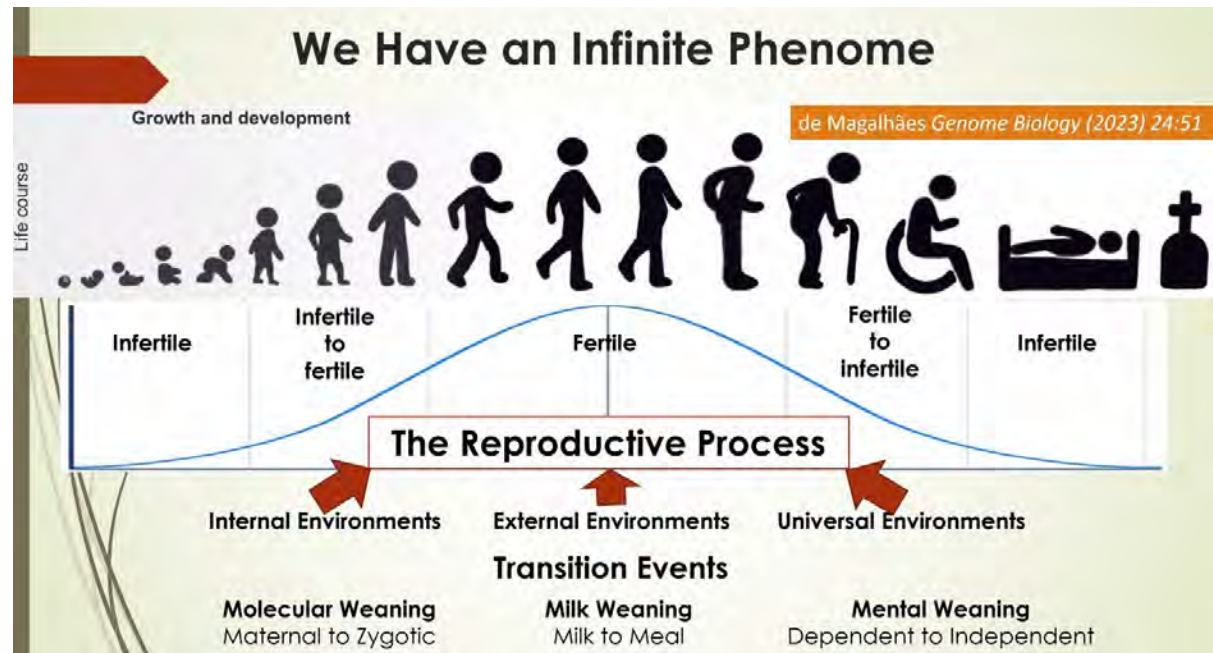 We Have an Infinite Phenome
Growth and development
de Magalhães Genome Biology (2023) 24:51
Life course
Infertile
Infertile
to
fertile
Fertile
Fertile
to
infertile
Infertile
The Reproductive Process
Internal Environments
External Environments
Universal Environments
Transition Events
Molecular Weaning
Maternal to Zygotic
Milk Weaning
Milk to Meal
Mental Weaning
Dependent to Independent